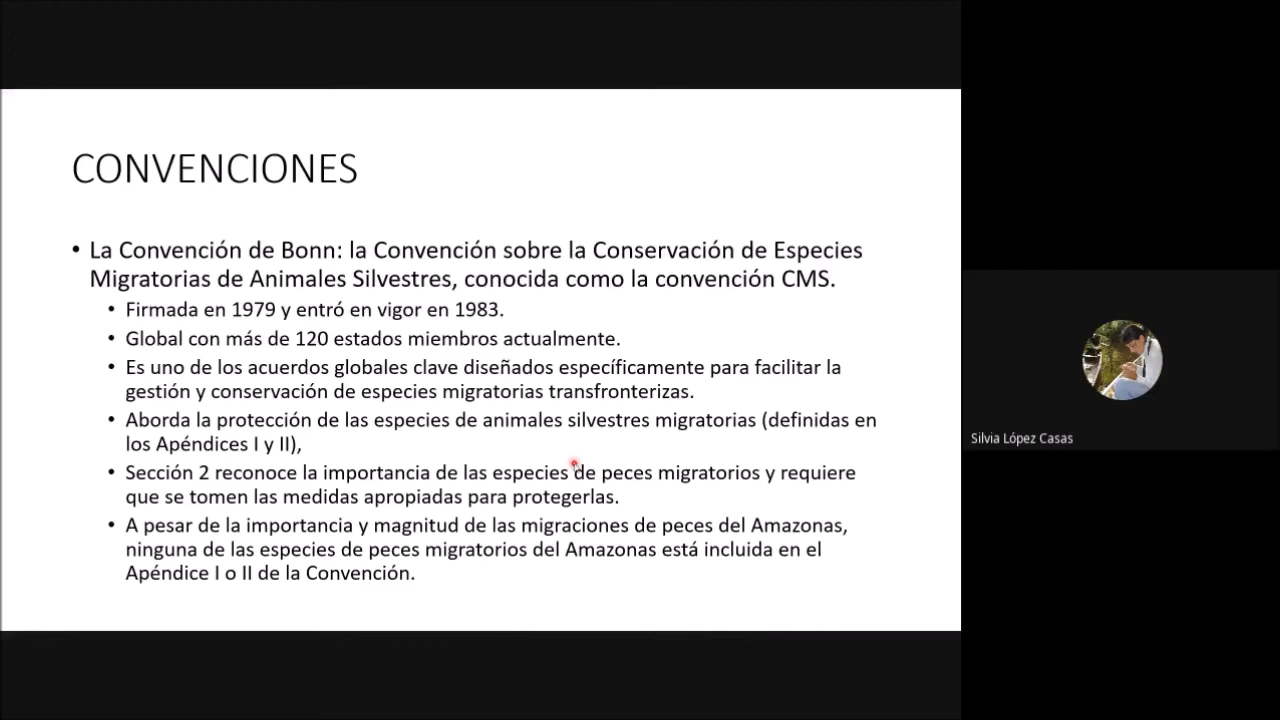 CONVENCIONES
• La Convención de Bonn: la Convención sobre la Conservación de Especies
Migratorias de Animales Silvestres, conocida como la convención CMS.
• Firmada en 1979 y entró en vigor en 1983.
• Global con más de 120 estados miembros actualmente.
• Es uno de los acuerdos globales clave diseñados específicamente para facilitar la
gestión y conservación de especies migratorias transfronterizas.
• Aborda la protección de las especies de animales silvestres migratorias (definidas en
los Apéndices I y II),
• Sección 2 reconoce la importancia de las especies de peces migratorios y requiere
que se tomen las medidas apropiadas para protegerlas.
• A pesar de la importancia y magnitud de las migraciones de peces del Amazonas,
ninguna de las especies de peces migratorios del Amazonas está incluida en el
Apéndice I o II de la Convención.
Silvia López Casas